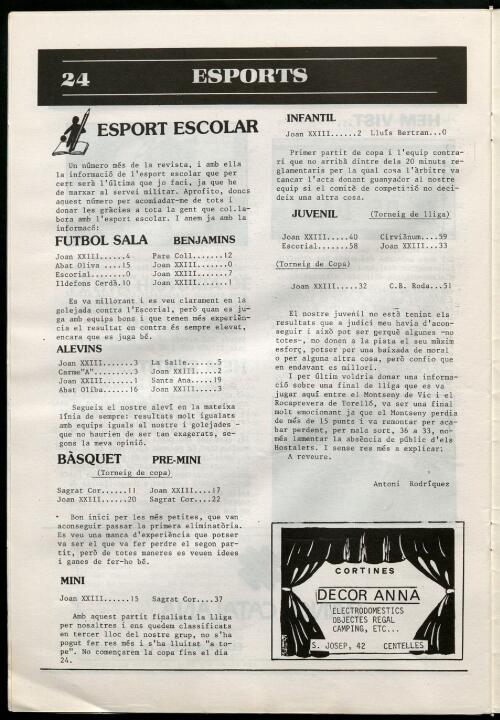 24
ESPORTS
ESPORT ESCOLAR
Un número més de la revista, i amb ella
la informació de l'esport escolar que per
cert serà l'última que jo faci, ja que he
de marxar al servei militar. Aprofito, doncs
aquest número per acomiadar-me de tots i
donar les gràcies a tota la gent que col.la-
bora amb l'esport escolar. I anem ja amb la
informació:
FUTBOL SALA BENJAMINS
Joan XXIII......4 Pare Coll.......12
Abat Oliva ....15 Joan XXIII.......0
Escorial........0 Joan XXIII.......7
Ildefons Cerdà.10 Joan XXIII.......1
Es va millorant i es veu clarament en la
golejada contra l'Escorial, però quan es ju-
ga amb equips bons i que tenen més experièn-
cia el resultat en contra és sempre elevat,
encara que es juga bé.
ALEVINS
Joan XXIII.......3 La Salle......5
Carme"A".........3 Joan XXIII....2
Joan XXIII.......1 Santa Ana....19
Abat Oliba......16 Joan XXIII....3
Segueix el nostre aleví en la mateixa
línia de sempre: resultats molt igualats
amb equips iguals al nostre i golejades -
que no haurien de ser tan exagerats, se-
gons la meva opinió.
BÀSQUET PRE-MINI
(Torneig de copa)
Sagrat Cor......11 Joan XXIII....17
Joan XXIII......20 Sagrat Cor....22
Bon inici per les més petites, que van
aconseguir passar la primera eliminatòria.
Es veu una manca d'experiència que potser
va ser el que va fer perdre el segon par-
tit, però de totes maneres es veuen idees
i ganes de fer-ho bé.
MINI
Joan XXIII......15 Sagrat Cor....37
Amb aquest partit finalista la lliga
per nosaltres i ens quedem classificats
en tercer lloc del nostre grup, no s'ha
pogut fer res més i s'ha lluitat "a to-
pe". No començarem la copa fins el dia
24.
INFANTIL
Joan XXIII......2 Lluís Bertran...0
Primer partit de copa i l'equip contra-
ri que no arribà dintre dels 20 minuts re-
glamentaris per la qual cosa l'àrbitre va
tancar l'acta donant guanyador al nostre
equip si el comitè de competició no deci-
deix una altra cosa.
JUVENIL (Torneig de lliga)
Joan XXIII.....40 Cirviànum....59
Escorial.......58 Joan XXIII...33
(Torneig de Copa)
Joan XXIII.....32 C.B. Roda...51
El nostre juvenil no està tenint els
resultats que a judici meu havia d'acon-
seguir i això pot ser perquè algunes -no
totes-, no donen a la pista el seu màxim
esforç, potser per una baixada de moral
o per alguna altra cosa, però confio que
en endavant es millori.
I per últim voldria donar una informa-
ció sobre una final de lliga que es va
jugar aquí entre el Montseny de Vic i el
Rocaprevera de Torelló, va ser una final
molt emocionant ja que el Montseny perdia
de més de 15 punts i va remontar per aca-
bar perdent, per mala sort, 36 a 33, no-
més lamentar la absència de públic d'els
Hostalets. I sense res més a explicar:
A reveure.
Antoni Rodríguez
CORTINES
DECOR ANNA
ELECTRODOMESTICS
OBJECTES REGAL
CAMPING, ETC...
S. JOSEP, 42 CENTELLES